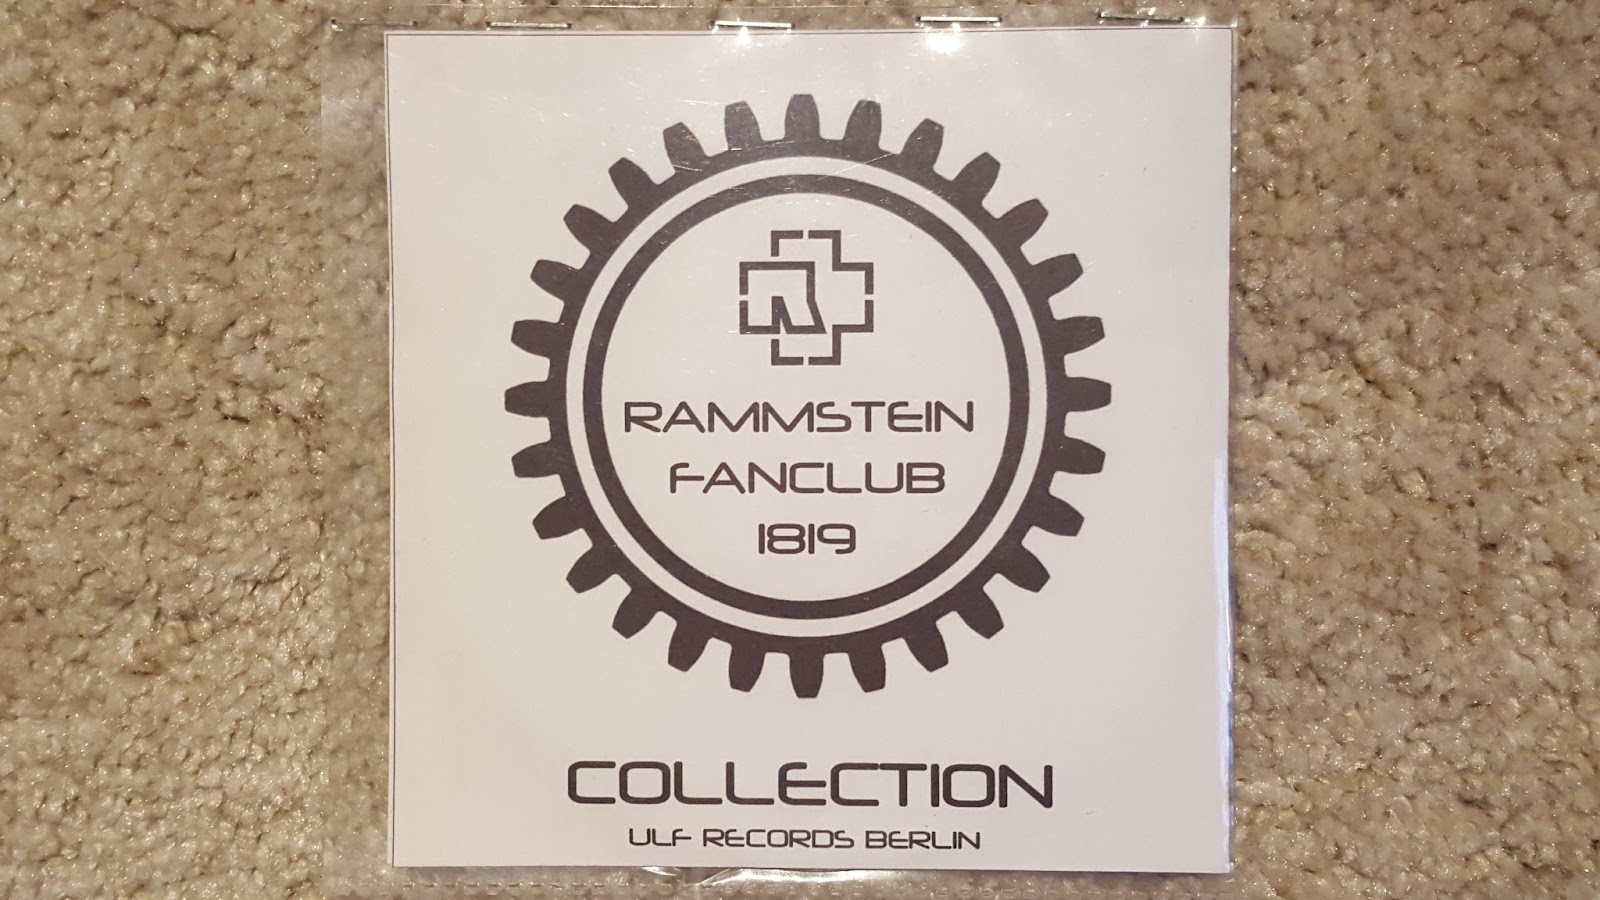 RAMMSTEIN
FANCLUB
1819
COLLECTION
ULF RECORDS BERLIN